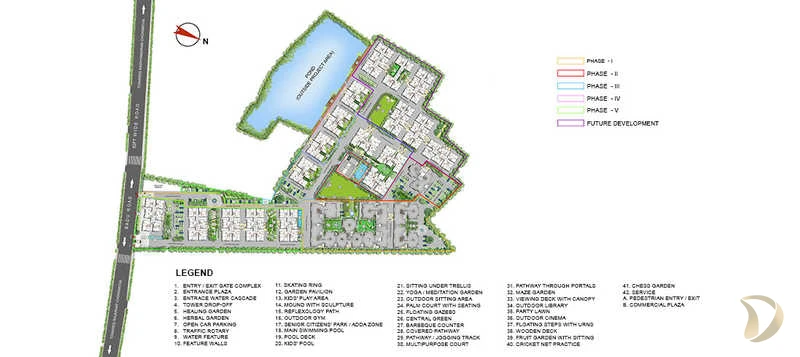 N
POND
(OUTSIDE PROJECT AREA)
60FT WIDE ROAD
BADU ROAD
PHASE - I
PHASE - II
PHASE - III
PHASE - IV
PHASE - V
FUTURE DEVELOPMENT
LEGEND
1. ENTRY / EXIT GATE COMPLEX
2. ENTRANCE PLAZA
3. ENTRACE WATER CASCADE
4. TOWER DROP-OFF
5. HEALING GARDEN
6. HERBAL GARDEN
7. OPEN CAR PARKING
8. TRAFFIC ROTARY
9. WATER FEATURE
10. FEATURE WALLS
11. SKATING RING
12. GARDEN PAVILION
13. KIDS' PLAY AREA
14. MOUND WITH SCULPTURE
15. REFLEXOLOGY PATH
16. OUTDOOR GYM
17. SENIOR CITIZENS' PARK / ADDA ZONE
18. MAIN SWIMMING POOL
19. POOL DECK
20. KIDS' POOL
21. SITTING UNDER TRELLIS
22. YOGA / MEDITATION GARDEN
23. OUTDOOR SITTING AREA
24. PALM COURT WITH SEATING
25. FLOATING GAZEBO
26. CENTRAL GREEN
27. BARBEQUE COUNTER
28. COVERED PATHWAY
29. PATHWAY / JOGGING TRACK
30. MULTIPURPOSE COURT
31. PATHWAY THROUGH PORTALS
32. MAZE GARDEN
33. VIEWING DECK WITH CANOPY
34. OUTDOOR LIBRARY
35. PARTY LAWN
36. OUTDOOR CINEMA
37. FLOATING STEPS WITH URNS
38. WOODEN DECK
39. FRUIT GARDEN WITH SITTING
40. CRICKET NET PRACTICE
41. CHESS GARDEN
42. SERVICE
A. PEDESTRIAN ENTRY / EXIT
B. COMMERCIAL PLAZA